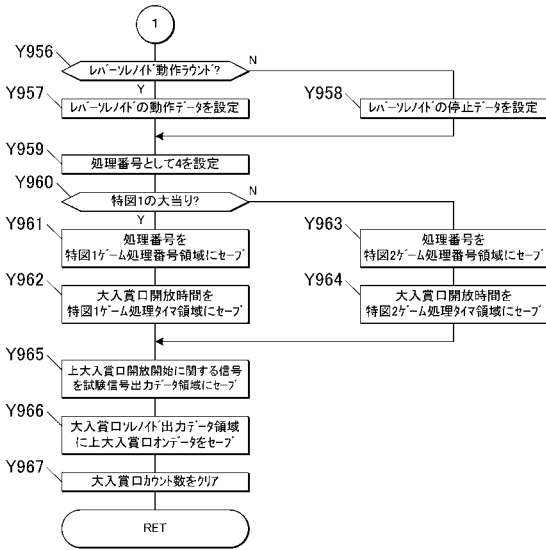 1
Y956
レバーソレノイド動作ラウンド?
N
Y
Y957
レバーソレノイドの動作データを設定
Y958
レバーソレノイドの停止データを設定
Y959
処理番号として4を設定
Y960
特図1の大当り?
N
Y
Y961
処理番号を
特図1ゲーム処理番号領域にセーブ
Y963
処理番号を
特図2ゲーム処理番号領域にセーブ
Y962
大入賞口開放時間を
特図1ゲーム処理タイマ領域にセーブ
Y964
大入賞口開放時間を
特図2ゲーム処理タイマ領域にセーブ
Y965
上大入賞口開放開始に関する信号
を試験信号出力データ領域にセーブ
Y966
大入賞口ソレノイド出力データ領域
に上大入賞口オンデータをセーブ
Y967
大入賞口カウント数をクリア
RET